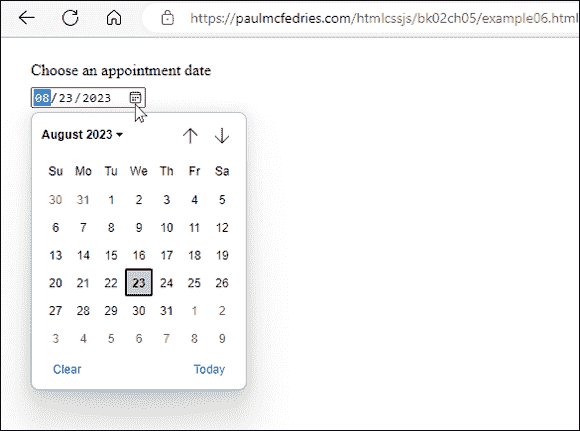 https://paulmcfedries.com/htmlcssjs/bk02ch05/example06.html
Choose an appointment date
08/23/2023
August 2023
Su Mo Tu We Th Fr Sa
30 31 1 2 3 4 5
6 7 8 9 10 11 12
13 14 15 16 17 18 19
20 21 22 23 24 25 26
27 28 29 30 31 1 2
3 4 5 6 7 8 9
Clear Today